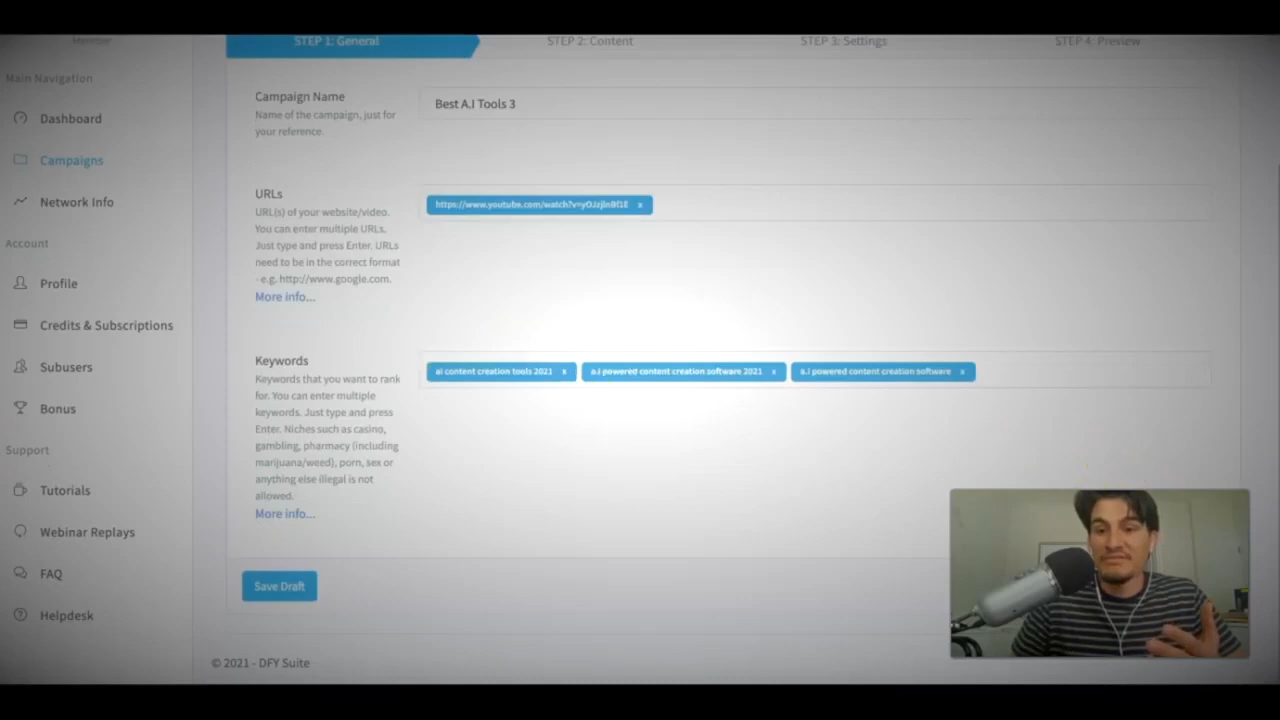 Member
STEP 1: General
STEP 2: Content
STEP 3: Settings
STEP 4: Preview
Main Navigation
Dashboard
Campaigns
Network Info
Account
Profile
Credits & Subscriptions
Subusers
Bonus
Support
Tutorials
Webinar Replays
FAQ
Helpdesk
Campaign Name
Name of the campaign, just for
your reference.
Best A.I Tools 3
URLs
URL(s) of your website/video.
You can enter multiple URLs.
Just type and press Enter. URLs
need to be in the correct format
- e.g. http://www.google.com.
More info...
Keywords
Keywords that you want to rank
for. You can enter multiple
keywords. Just type and press
Enter. Niches such as casino,
gambling, pharmacy (including
marijuana/weed), porn, sex or
anything else illegal is not
allowed.
More info...
ai content creation tools 2021 x
a.i powered content creation software 2021 x
a.i powered content creation software x
Save Draft
© 2021 - DFY Suite